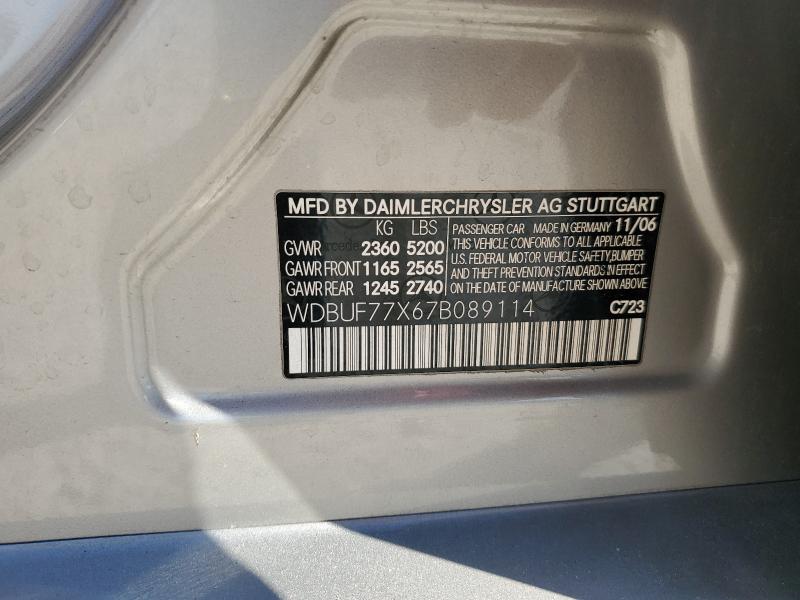 MFD BY DAIMLERCHRYSLER AG STUTTGART
KG LBS
GVWR 2360 5200
GAWR FRONT 1165 2565
GAWR REAR 1245 2740
PASSENGER CAR MADE IN GERMANY 11/06
THIS VEHICLE CONFORMS TO ALL APPLICABLE
U.S. FEDERAL MOTOR VEHICLE SAFETY, BUMPER,
AND THEFT PREVENTION STANDARDS IN EFFECT
ON THE DATE OF MANUFACTURE SHOWN ABOVE
WDBUF77X67B089114 C723